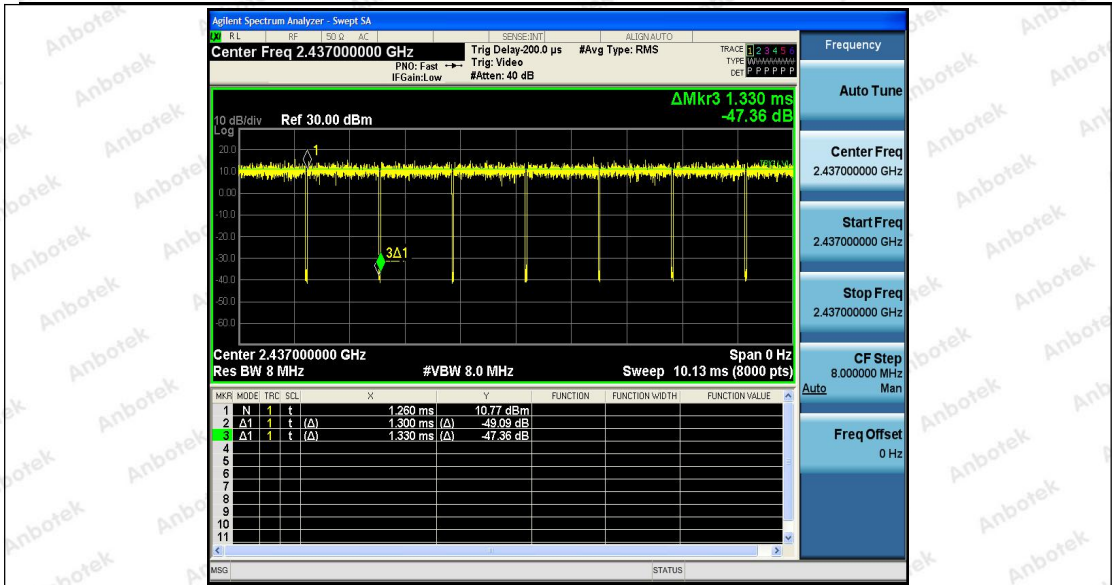 Agilent Spectrum Analyzer - Swept SA
RL RF 50 Ω AC SENSE:INT ALIGNAUTO
Center Freq 2.437000000 GHz
PNO: Fast
IFGain:Low
Trig Delay-200.0 µs
Trig: Video
#Atten: 40 dB
#Avg Type: RMS
TRACE 1 2 3 4 5 6
TYPE
DET P P P P P P
ΔMkr3 1.330 ms
-47.36 dB
10 dB/div Ref 30.00 dBm
Log
20.0
10.0
0.00
-10.0
-20.0
-30.0
-40.0
-50.0
-60.0
1
3Δ1
Center 2.437000000 GHz Span 0 Hz
Res BW 8 MHz #VBW 8.0 MHz Sweep 10.13 ms (8000 pts)
MKR MODE TRC SCL X Y FUNCTION FUNCTION WIDTH FUNCTION VALUE
1 N 1 t 1.260 ms 10.77 dBm
2 Δ1 1 t (Δ) 1.300 ms (Δ) -49.09 dB
3 Δ1 1 t (Δ) 1.330 ms (Δ) -47.36 dB
4
5
6
7
8
9
10
11
MSG STATUS
Frequency
Auto Tune
Center Freq
2.437000000 GHz
Start Freq
2.437000000 GHz
Stop Freq
2.437000000 GHz
CF Step
8.000000 MHz
Auto Man
Freq Offset
0 Hz
Anbotek